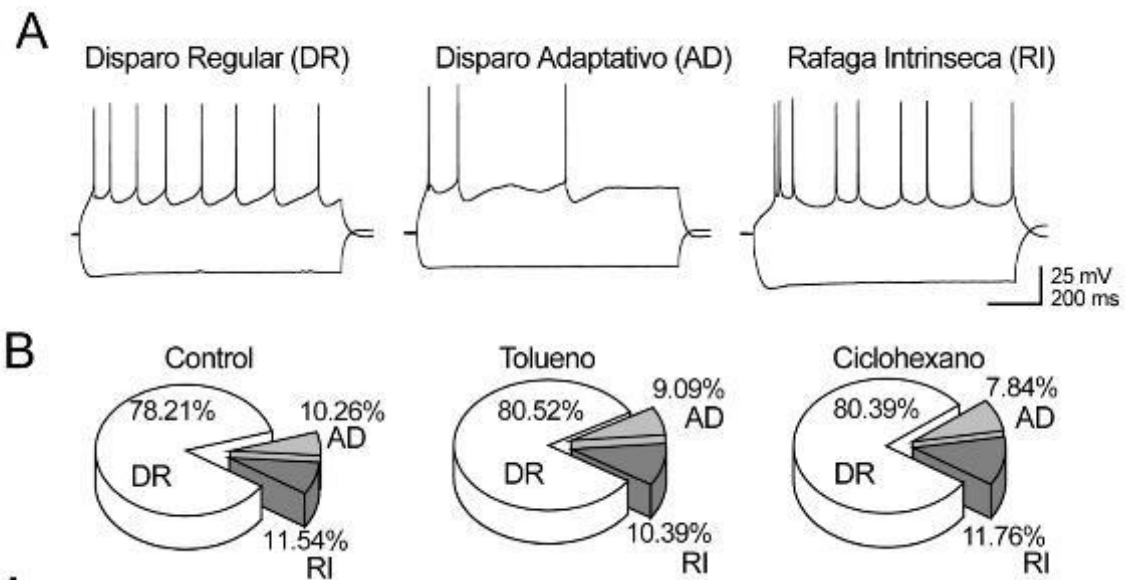 A
Disparo Regular (DR)
Disparo Adaptativo (AD)
Rafaga Intrinseca (RI)
25 mV
200 ms
B
Control
Tolueno
Ciclohexano
78.21%
10.26%
AD
DR
11.54%
RI
80.52%
9.09%
AD
DR
10.39%
RI
80.39%
7.84%
AD
DR
11.76%
RI